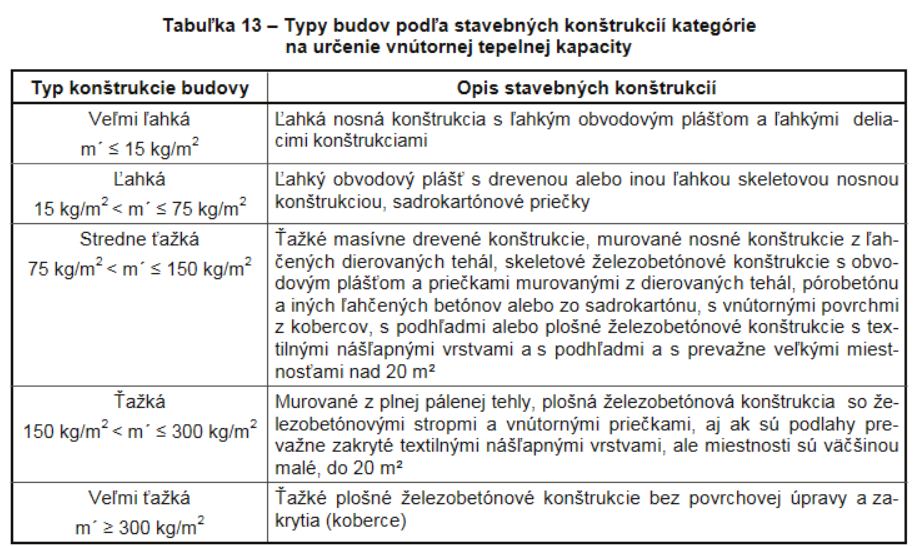 Tabuľka 13 – Typy budov podľa stavebných konštrukcií kategórie
na určenie vnútornej tepelnej kapacity
Typ konštrukcie budovy
Opis stavebných konštrukcií
Veľmi ľahká
m´ ≤ 15 kg/m²
Ľahká nosná konštrukcia s ľahkým obvodovým plášťom a ľahkými delia-
cimi konštrukciami
Ľahká
15 kg/m² < m´ ≤ 75 kg/m²
Ľahký obvodový plášť s drevenou alebo inou ľahkou skeletovou nosnou
konštrukciou, sadrokartónové priečky
Stredne ťažká
75 kg/m² < m´ ≤ 150 kg/m²
Ťažké masívne drevené konštrukcie, murované nosné konštrukcie z ľah-
čených dierovaných tehál, skeletové železobetónové konštrukcie s obvo-
dovým plášťom a priečkami murovanými z dierovaných tehál, pórobetónu
a iných ľahčených betónov alebo zo sadrokartónu, s vnútornými povrchmi
z kobercov, s podhľadmi alebo plošné železobetónové konštrukcie s tex-
tilnými nášľapnými vrstvami a s podhľadmi a s prevažne veľkými miest-
nosťami nad 20 m²
Ťažká
150 kg/m² < m´ ≤ 300 kg/m²
Murované z plnej pálenej tehly, plošná železobetónová konštrukcia so že-
lezobetónovými stropmi a vnútornými priečkami, aj ak sú podlahy pre-
važne zakryté textilnými nášľapnými vrstvami, ale miestnosti sú väčšinou
malé, do 20 m²
Veľmi ťažká
m´ ≥ 300 kg/m²
Ťažké plošné železobetónové konštrukcie bez povrchovej úpravy a za-
krytia (koberce)